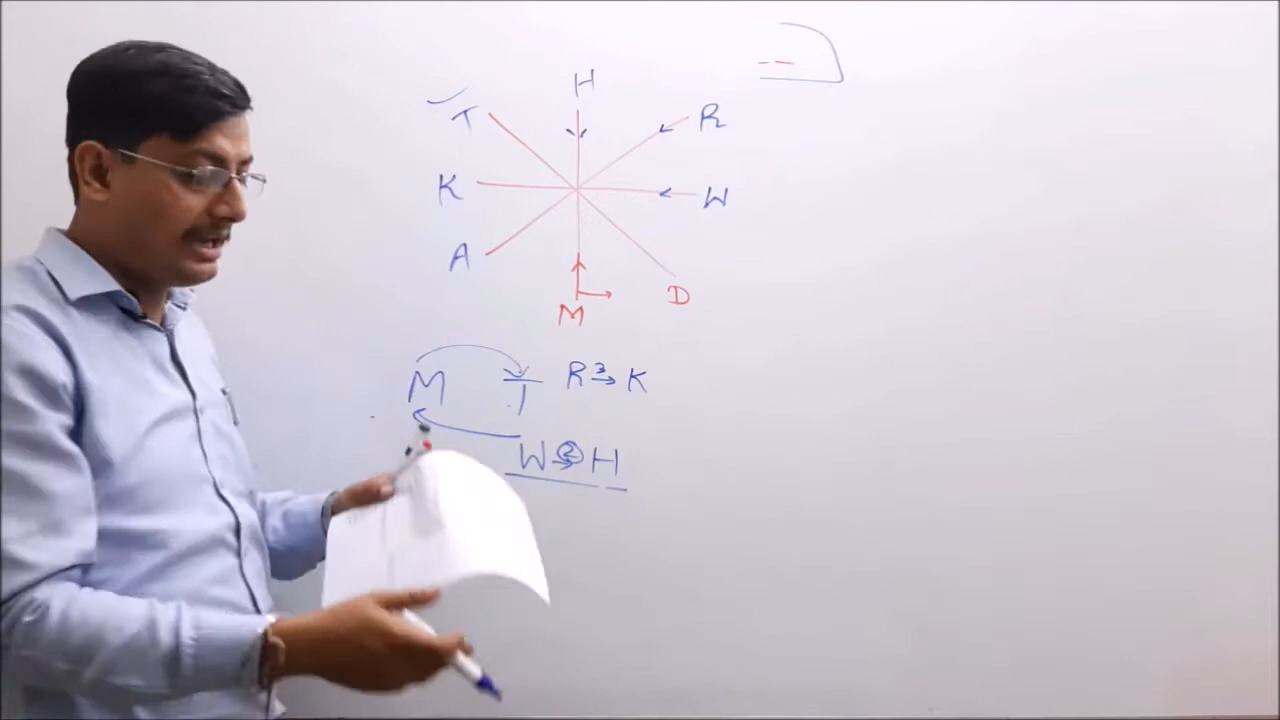 H
T R
K W
A
M D
M T R 3→ K
W 2→ H